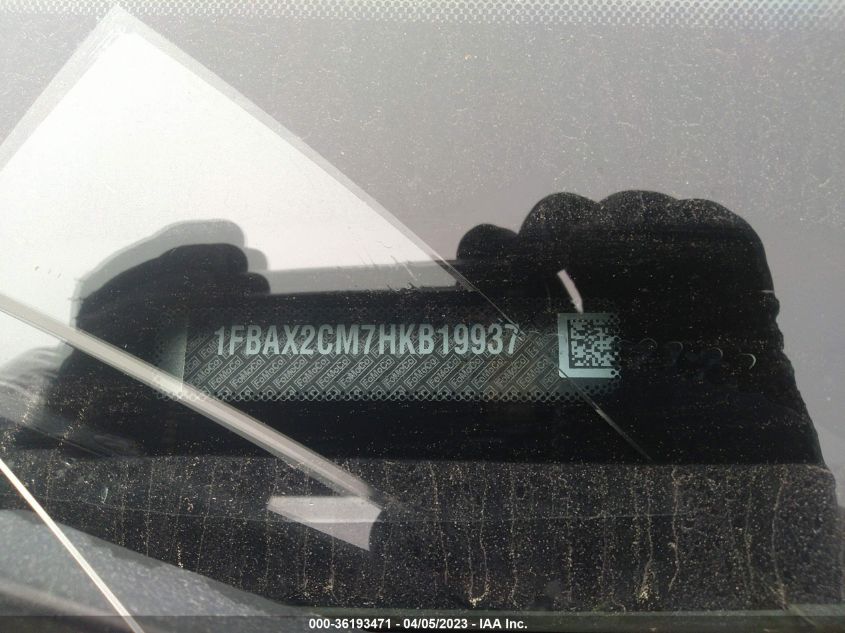 1FBAX2CM7HKB19937
000-36193471 - 04/05/2023 - IAA Inc.